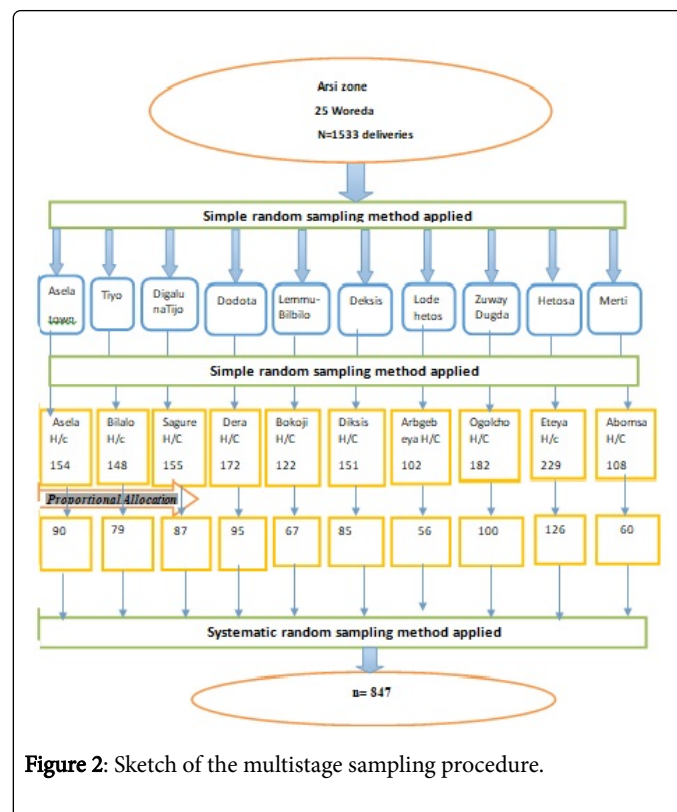 Arsi zone
25 Woreda
N=1533 deliveries
Simple random sampling method applied
Asela
town
Tiyo
Digalu
naTijo
Dodota
Lemmu-
Bilbilo
Deksis
Lode
hetos
Zuway
Dugda
Hetosa
Merti
Simple random sampling method applied
Asela
H/c
154
Bilalo
H/c
148
Sagure
H/C
155
Dera
H/C
172
Bokoji
H/C
122
Diksis
H/C
151
Arbgeb
eya H/C
102
Ogolcho
H/C
182
Eteya
H/c
229
Abomsa
H/C
108
Proportional Allocation
90
79
87
95
67
85
56
100
126
60
Systematic random sampling method applied
n= 847
Figure 2: Sketch of the multistage sampling procedure.